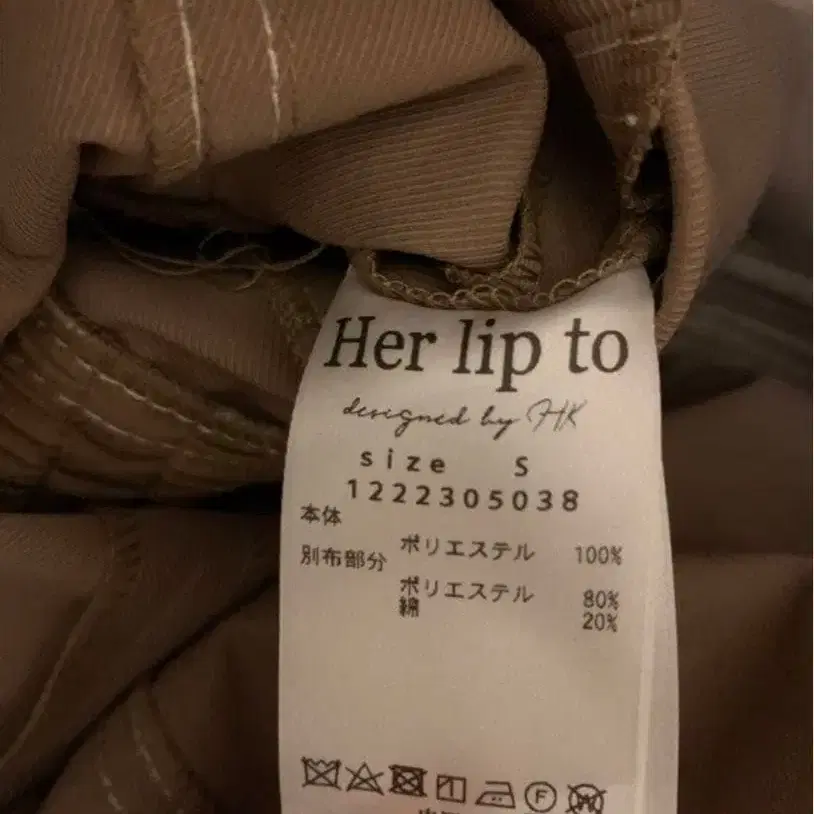 Her lip to
designed by HK
size S
1222305038
本体
ポリエステル 100%
別布部分
ポリエステル 80%
綿 20%
F
W